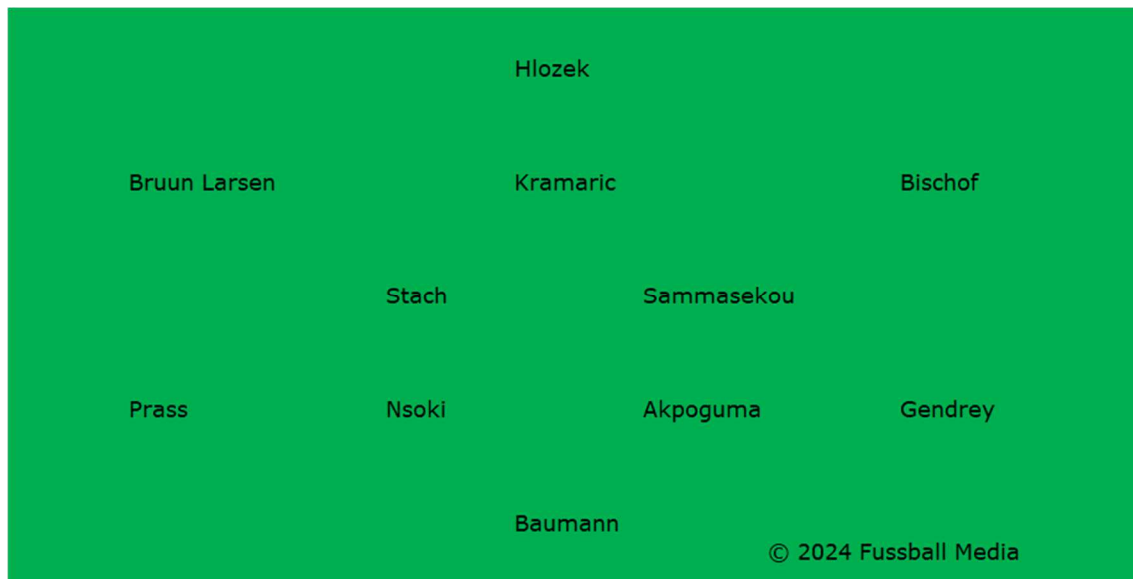 Hlozek
Bruun Larsen Kramaric Bischof
Stach Sammasekou
Prass Nsoki Akpoguma Gendrey
Baumann
© 2024 Fussball Media